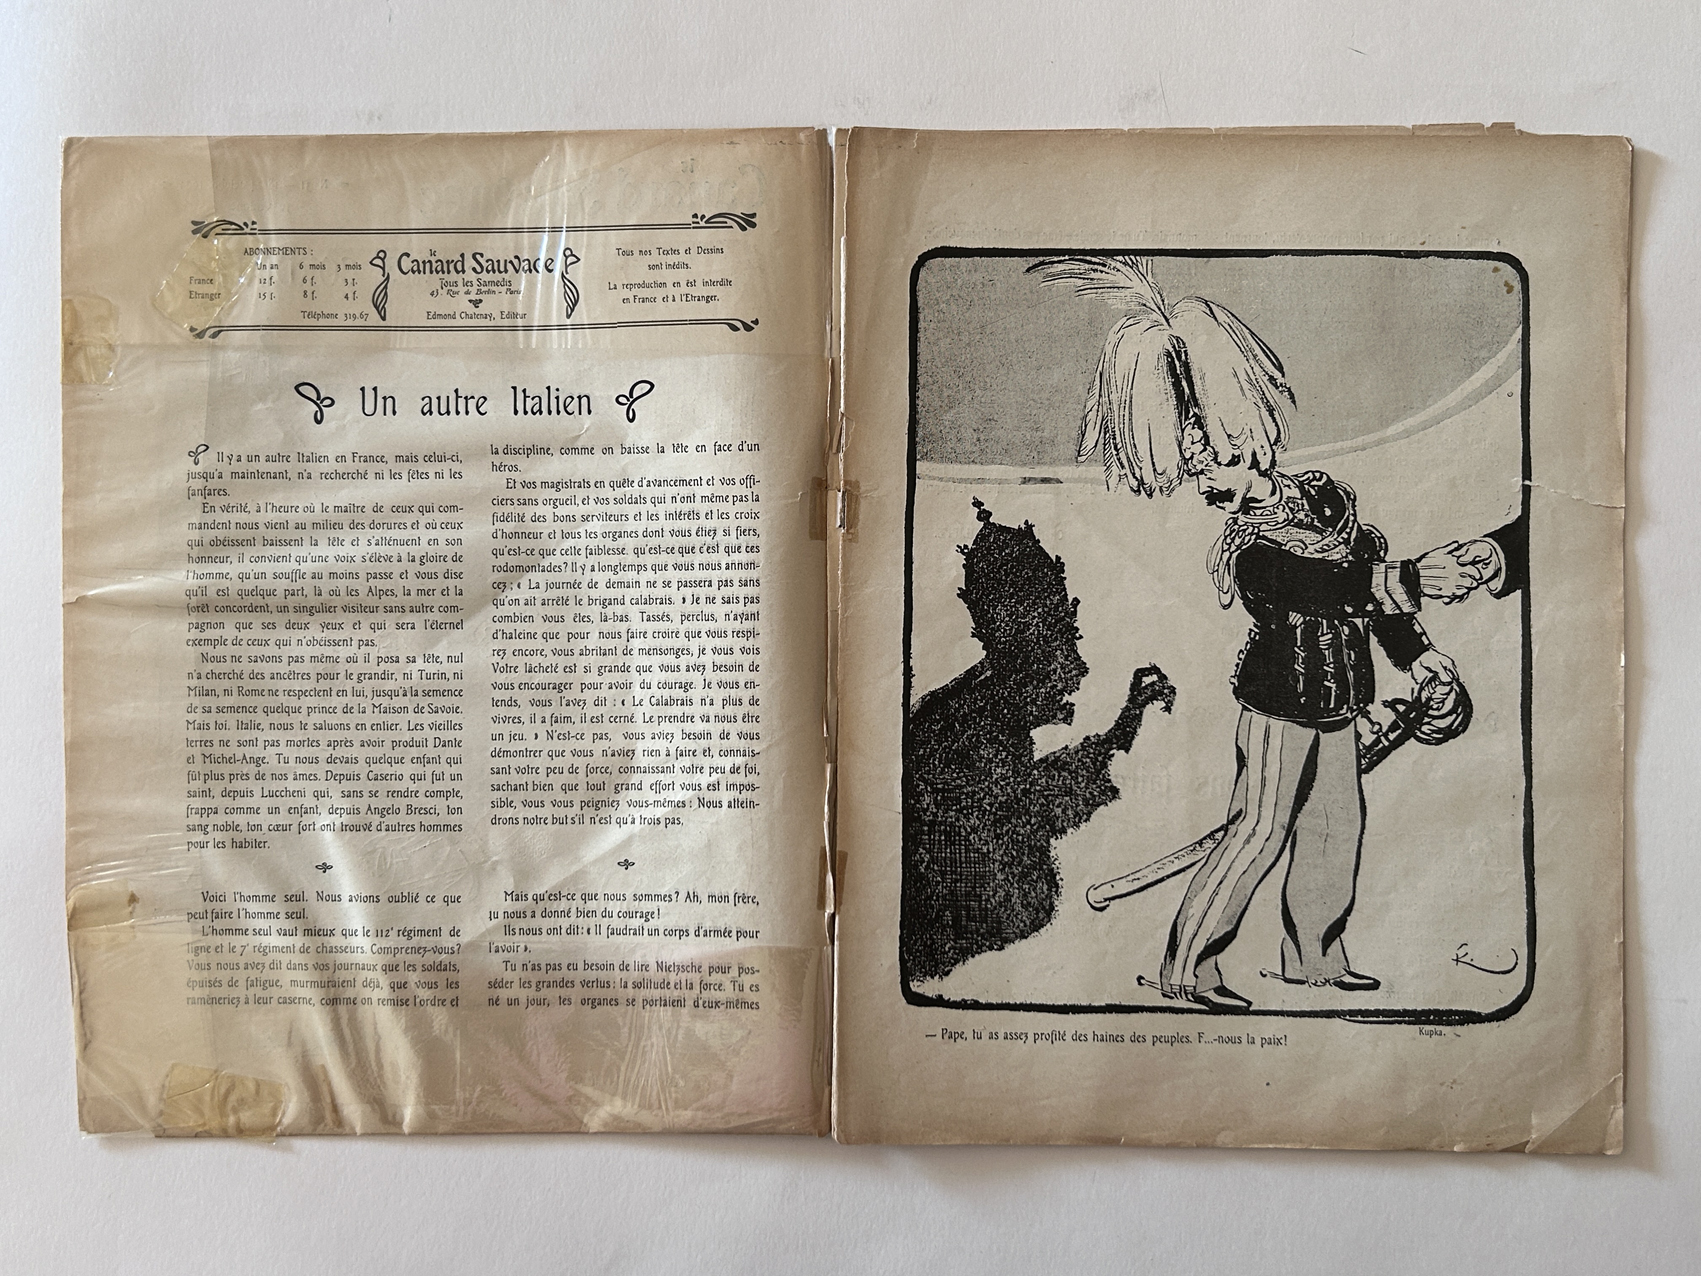 ABONNEMENTS :
Un an 6 mois 3 mois
France 12 f. 6 f. 3 f.
Etranger 15 f. 8 f. 4 f.
Téléphone 319.67
le
Canard Sauvage
Tous les Samedis
43, Rue de Berlin - Paris
Edmond Chatenay, Editeur
Tous nos Textes et Dessins
sont inédits.
La reproduction en est interdite
en France et à l'Etranger.
Un autre Italien
Il y a un autre Italien en France, mais celui-ci,
jusqu'a maintenant, n'a recherché ni les fêtes ni les
fanfares.
En vérité, à l'heure où le maître de ceux qui com-
mandent nous vient au milieu des dorures et où ceux
qui obéissent baissent la tête et s'atténuent en son
honneur, il convient qu'une voix s'élève à la gloire de
l'homme, qu'un souffle au moins passe et vous dise
qu'il est quelque part, là où les Alpes, la mer et la
forêt concordent, un singulier visiteur sans autre com-
pagnon que ses deux yeux et qui sera l'éternel
exemple de ceux qui n'obéissent pas.
Nous ne savons pas même où il posa sa tête, nul
n'a cherché des ancêtres pour le grandir, ni Turin, ni
Milan, ni Rome ne respectent en lui, jusqu'à la semence
de sa semence quelque prince de la Maison de Savoie.
Mais toi, Italie, nous te saluons en entier. Les vieilles
terres ne sont pas mortes après avoir produit Dante
et Michel-Ange. Tu nous devais quelque enfant qui
fût plus près de nos âmes. Depuis Caserio qui fut un
saint, depuis Luccheni qui, sans se rendre compte,
frappa comme un enfant, depuis Angelo Bresci, ton
sang noble, ton cœur fort ont trouvé d'autres hommes
pour les habiter.
Voici l'homme seul. Nous avions oublié ce que
peut faire l'homme seul.
L'homme seul vaut mieux que le 112e régiment de
ligne et le 7e régiment de chasseurs. Comprenez-vous?
Vous nous avez dit dans vos journaux que les soldats,
épuisés de fatigue, murmuraient déjà, que vous les
ramèneriez à leur caserne, comme on remise l'ordre et
la discipline, comme on baisse la tête en face d'un
héros.
Et vos magistrats en quête d'avancement et vos offi-
ciers sans orgueil, et vos soldats qui n'ont même pas la
fidélité des bons serviteurs et les intérêts et les croix
d'honneur et tous les organes dont vous étiez si fiers,
qu'est-ce que cette faiblesse. qu'est-ce que c'est que ces
rodomontades? Il y a longtemps que vous nous annon-
cez : « La journée de demain ne se passera pas sans
qu'on ait arrêté le brigand calabrais. » Je ne sais pas
combien vous êtes, là-bas. Tassés, perclus, n'ayant
d'haleine que pour nous faire croire que vous respi-
rez encore, vous abritant de mensonges, je vous vois
Votre lâcheté est si grande que vous avez besoin de
vous encourager pour avoir du courage. Je vous en-
tends, vous l'avez dit : « Le Calabrais n'a plus de
vivres, il a faim, il est cerné. Le prendre va nous être
un jeu. » N'est-ce pas, vous aviez besoin de vous
démontrer que vous n'aviez rien à faire et, connais-
sant votre peu de force, connaissant votre peu de foi,
sachant bien que tout grand effort vous est impos-
sible, vous vous peigniez vous-mêmes : Nous attein-
drons notre but s'il n'est qu'à trois pas,
Mais qu'est-ce que nous sommes? Ah, mon frère,
tu nous a donné bien du courage!
Ils nous ont dit: « Il faudrait un corps d'armée pour
l'avoir ».
Tu n'as pas eu besoin de lire Nietzsche pour pos-
séder les grandes vertus : la solitude et la force. Tu es
né un jour, tes organes se portaient d'eux-mêmes
K.
Kupka.
— Pape, tu as assez profité des haines des peuples. F...-nous la paix!